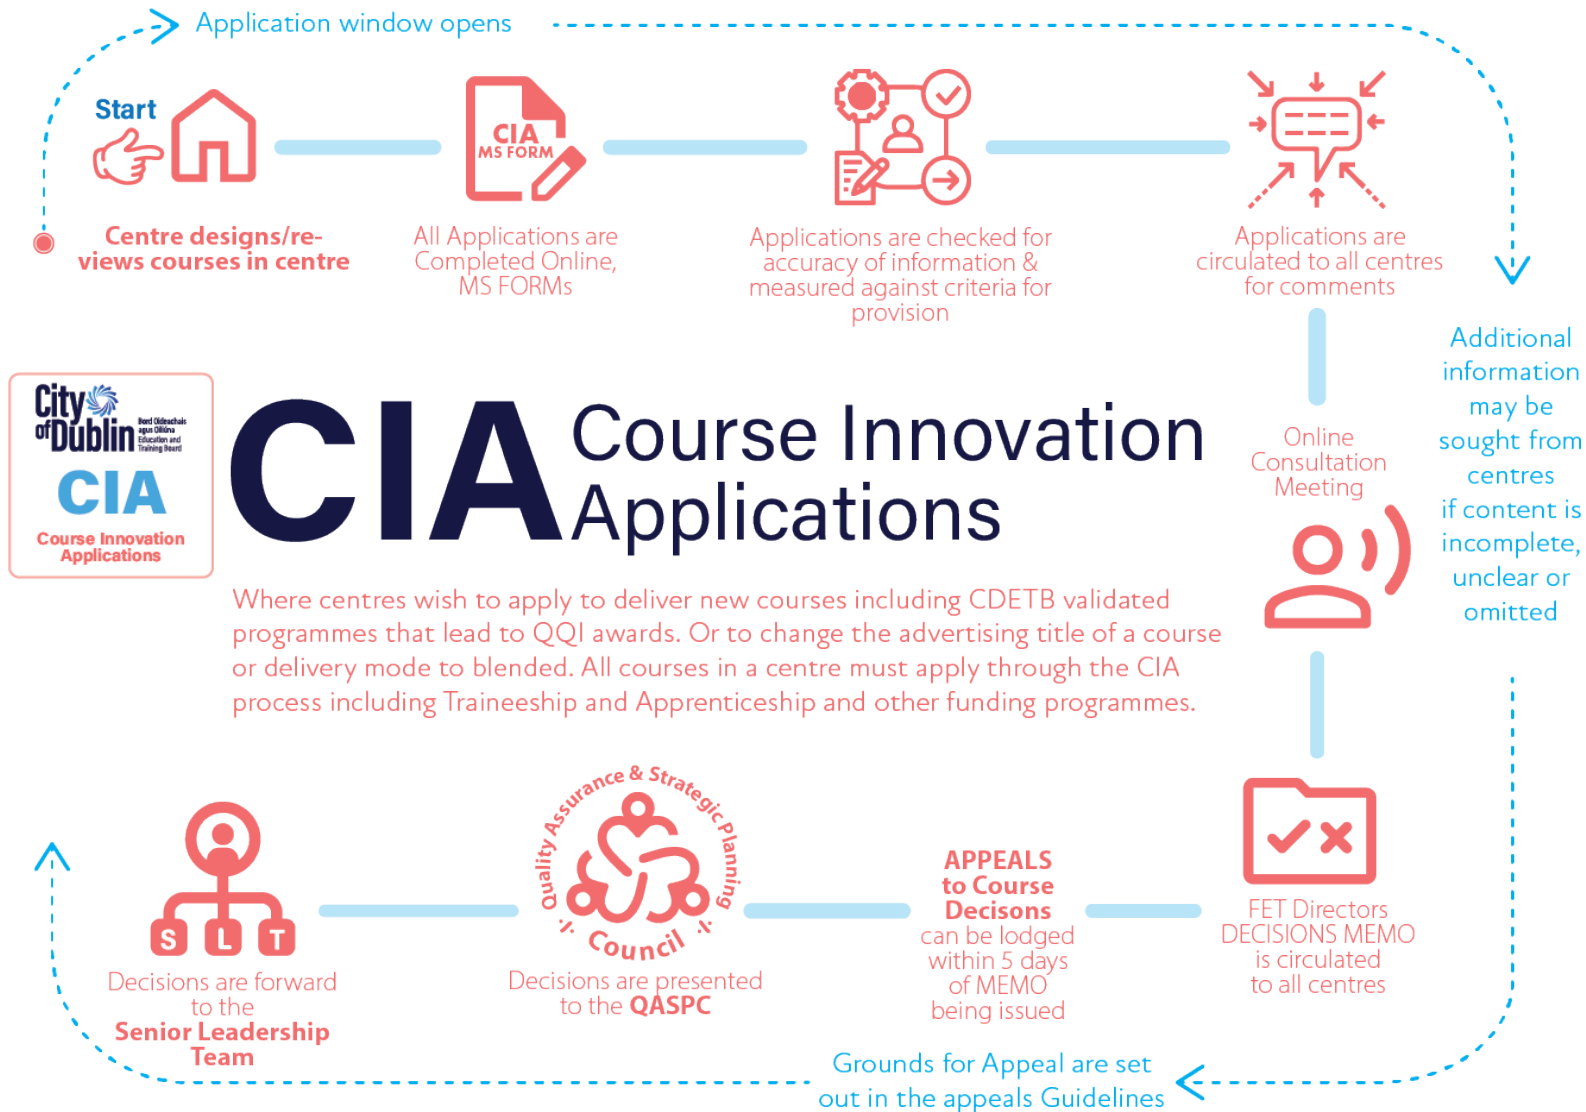 Application window opens
Start
CIA
MS FORM
Centre designs/re-
views courses in centre
All Applications are
Completed Online,
MS FORMs
Applications are checked for
accuracy of information &
measured against criteria for
provision
Applications are
circulated to all centres
for comments
Additional
information
may be
sought from
centres
if content is
incomplete,
unclear or
omitted
City
of Dublin
Bord Oideachais
agus Oiliúna
Education and
Training Board
CIA
Course Innovation
Applications
CIA
Course Innovation
Applications
Online
Consultation
Meeting
Where centres wish to apply to deliver new courses including CDETB validated
programmes that lead to QQI awards. Or to change the advertising title of a course
or delivery mode to blended. All courses in a centre must apply through the CIA
process including Traineeship and Apprenticeship and other funding programmes.
FET Directors
DECISIONS MEMO
is circulated
to all centres
APPEALS
to Course
Decisons
can be lodged
within 5 days
of MEMO
being issued
Quality Assurance & Strategic Planning
Council
Decisions are presented
to the QASPC
S L T
Decisions are forward
to the
Senior Leadership
Team
Grounds for Appeal are set
out in the appeals Guidelines